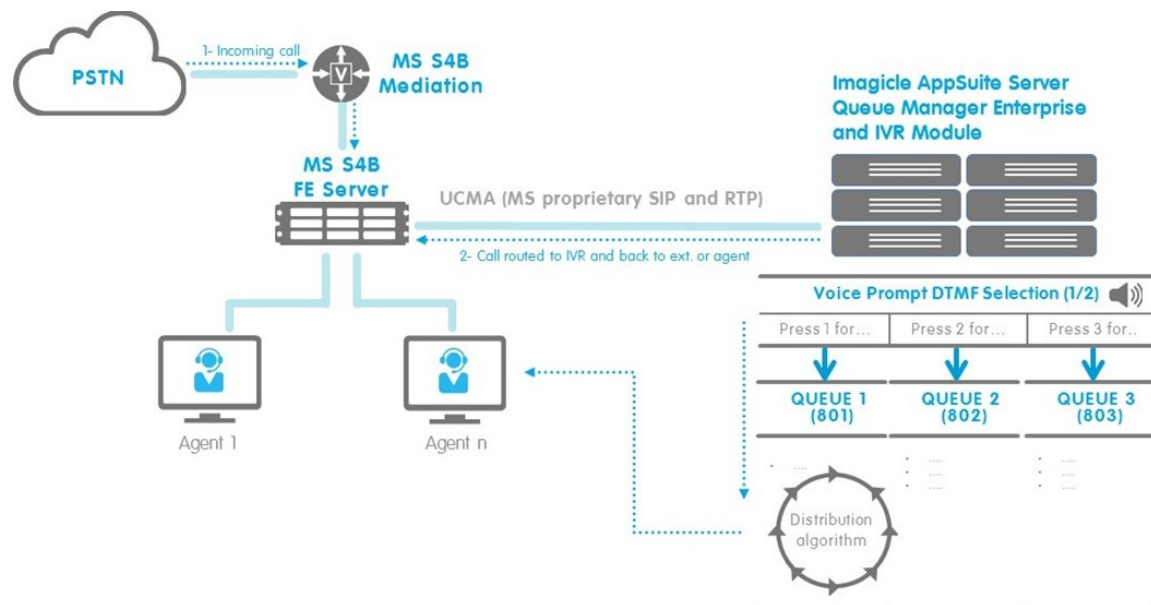 1- Incoming call
PSTN
MS S4B
Mediation
Imagicle AppSuite Server
Queue Manager Enterprise
and IVR Module
MS S4B
FE Server
UCMA (MS proprietary SIP and RTP)
2- Call routed to IVR and back to ext. or agent
Voice Prompt DTMF Selection (1/2)
Press 1 for... Press 2 for... Press 3 for..
QUEUE 1 QUEUE 2 QUEUE 3
(801) (802) (803)
Agent 1 Agent n
Distribution
algorithm
V